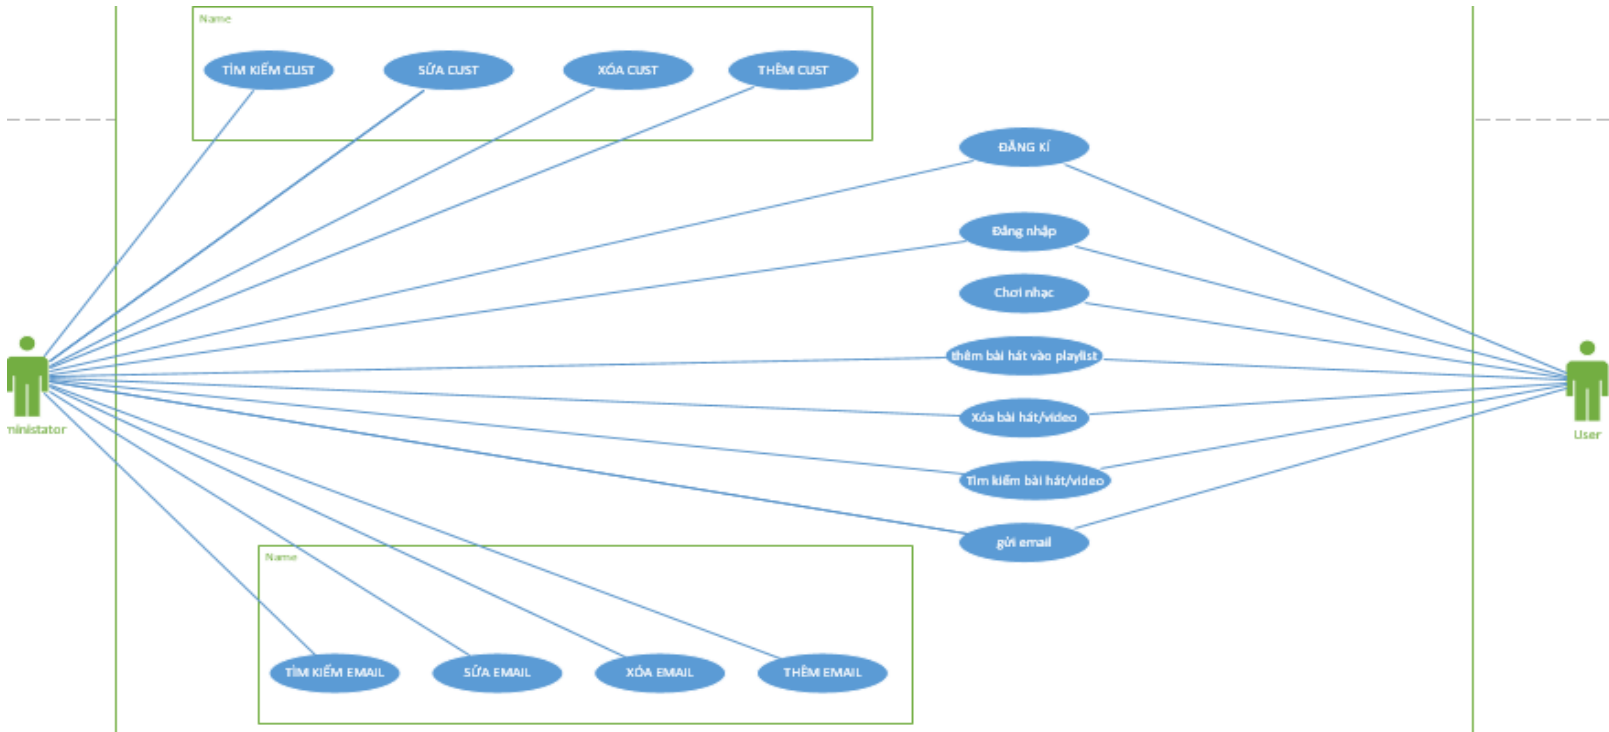 Name
TÌM KIẾM CUST
SỬA CUST
XÓA CUST
THÊM CUST
ĐĂNG KÍ
Đăng nhập
Chơi nhạc
thêm bài hát vào playlist
Xóa bài hát/video
Tìm kiếm bài hát/video
gửi email
ministator
User
Name
TÌM KIẾM EMAIL
SỬA EMAIL
XÓA EMAIL
THÊM EMAIL